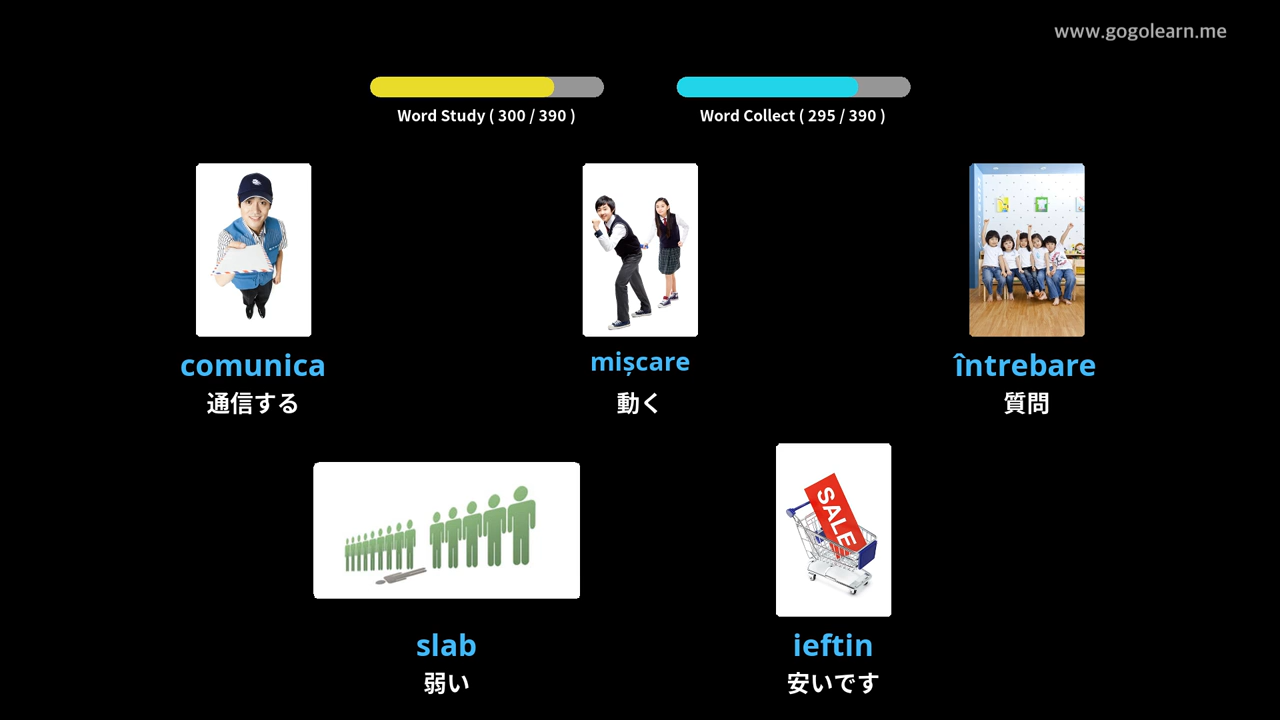 www.gogolearn.me
Word Study ( 300 / 390 )
Word Collect ( 295 / 390 )
comunica
通信する
mișcare
動く
întrebare
質問
SALE
slab
弱い
ieftin
安いです